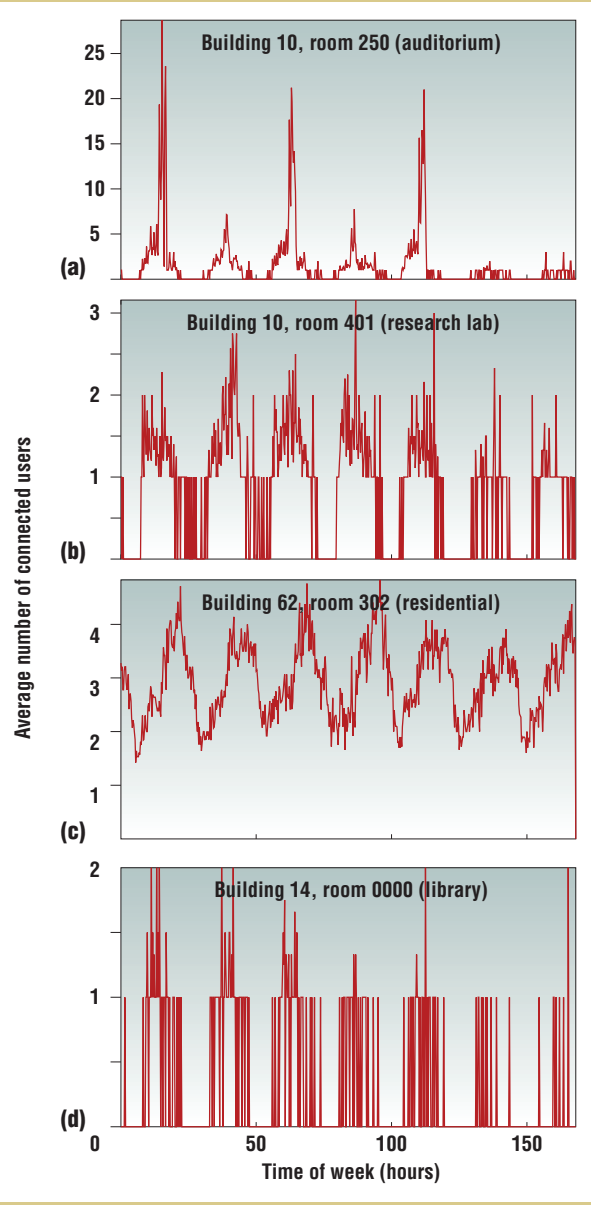 Building 10, room 250 (auditorium)
25
20
15
10
5
(a)
Building 10, room 401 (research lab)
3
2
1
(b)
Building 62, room 302 (residential)
4
3
2
1
(c)
Building 14, room 0000 (library)
2
1
(d)
0 50 100 150
Time of week (hours)
Average number of connected users